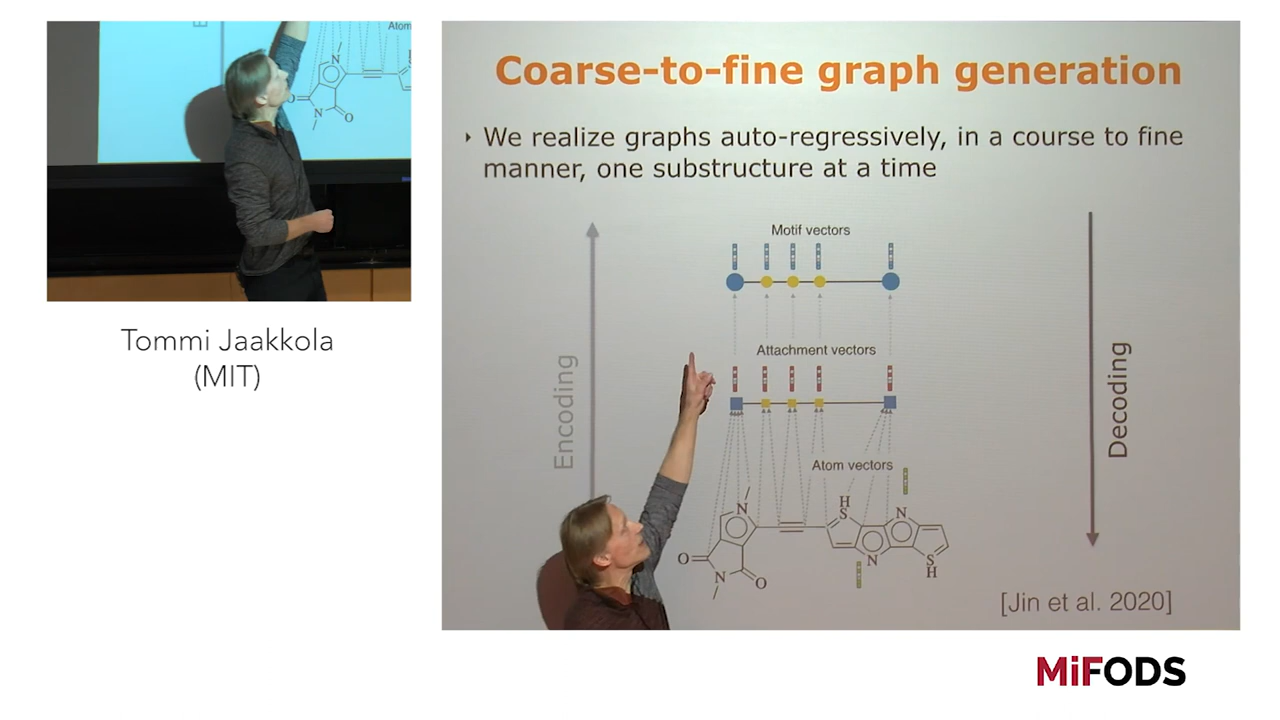 Atom
N
O
N
O
Tommi Jaakkola
(MIT)
Coarse-to-fine graph generation
We realize graphs auto-regressively, in a course to fine
manner, one substructure at a time
Motif vectors
Attachment vectors
Encoding
Decoding
Atom vectors
H
S
N
N
O
N
O
N
S
H
[Jin et al. 2020]
MiFODS